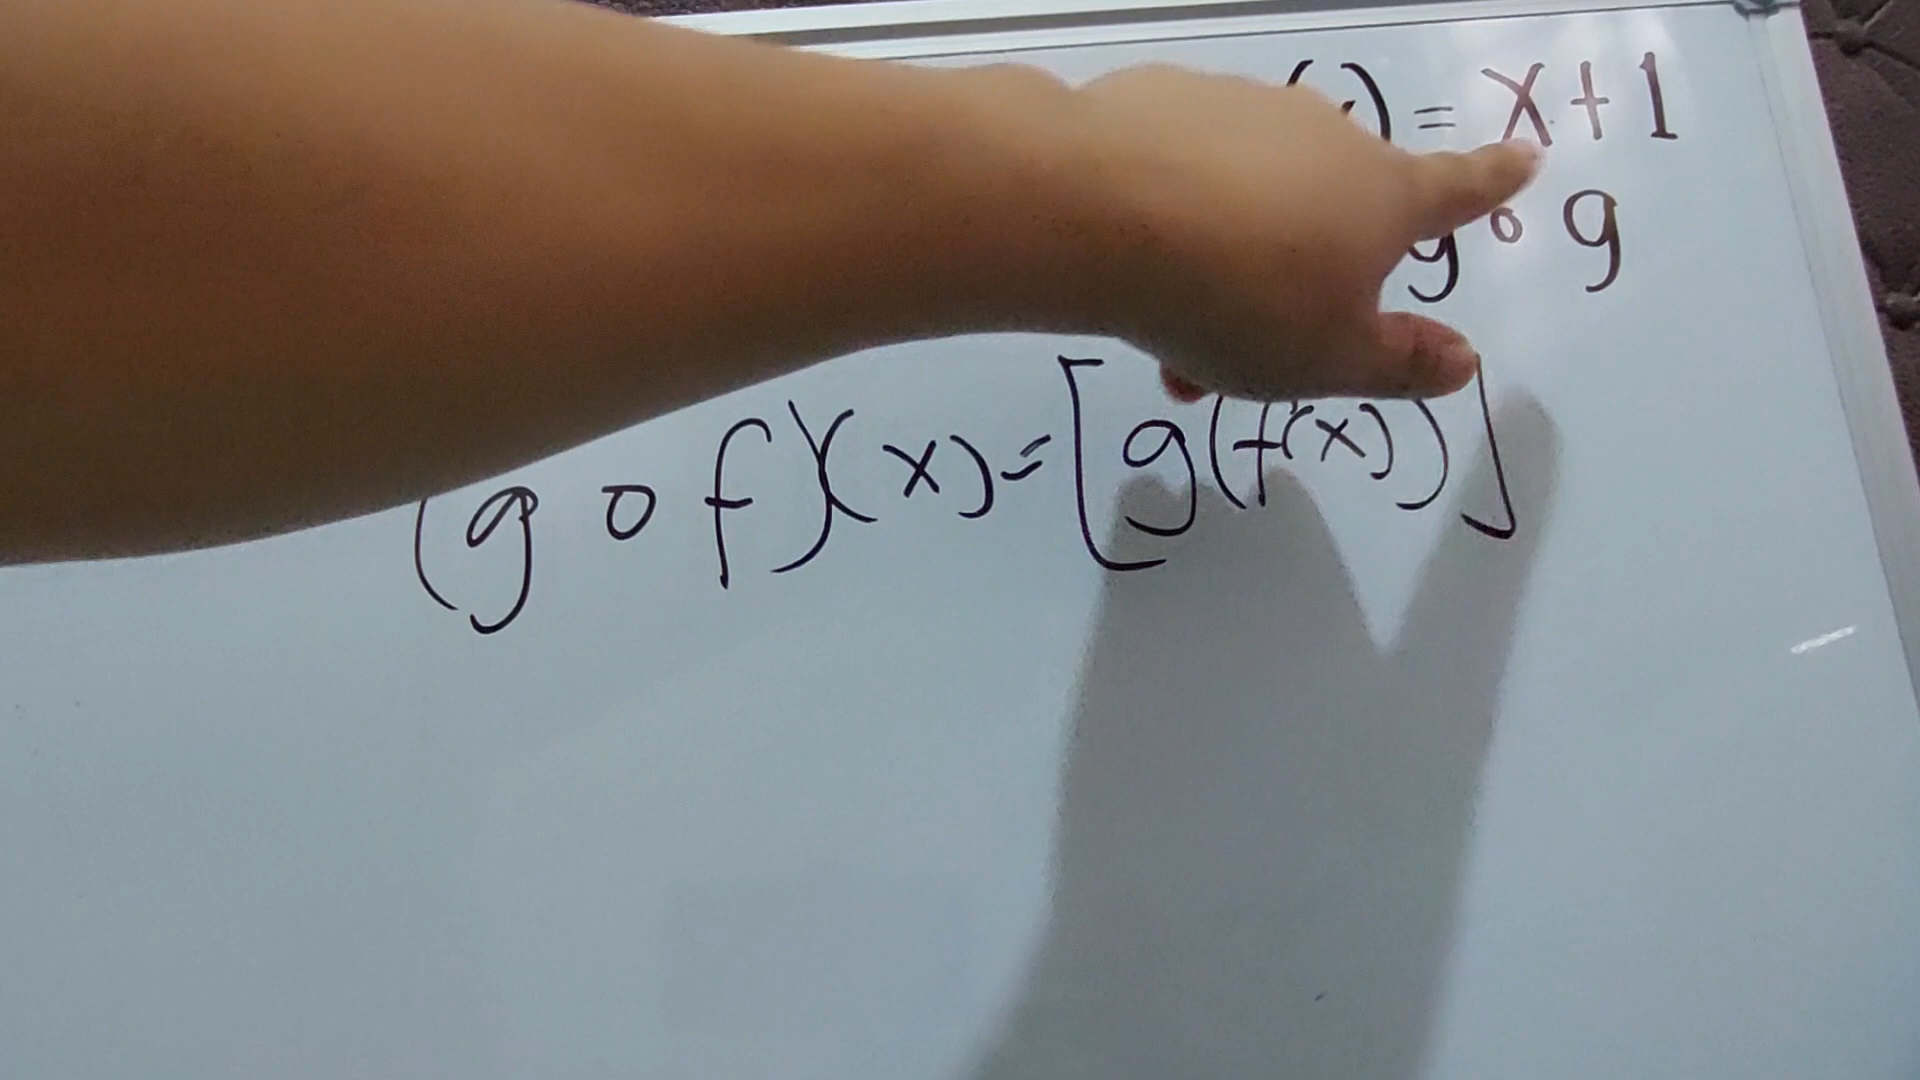 (x) = x+1
g o g
(g o f)(x)=[g(f(x))]